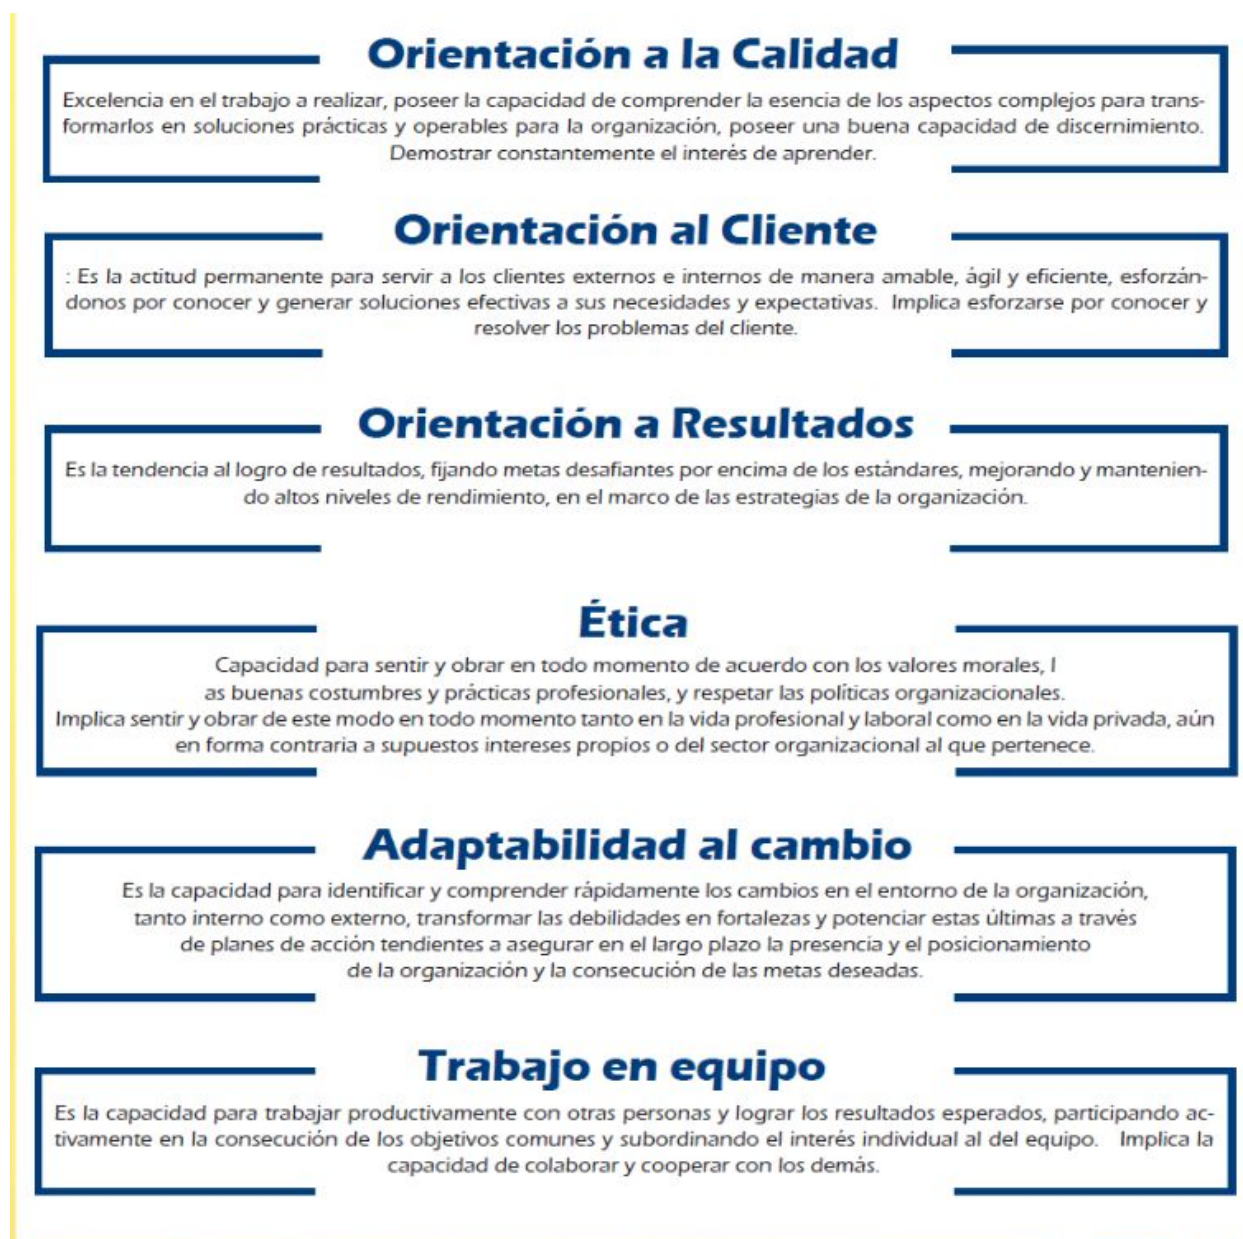 Orientación a la Calidad
Excelencia en el trabajo a realizar, poseer la capacidad de comprender la esencia de los aspectos complejos para trans-
formarlos en soluciones prácticas y operables para la organización, poseer una buena capacidad de discernimiento.
Demostrar constantemente el interés de aprender.
Orientación al Cliente
: Es la actitud permanente para servir a los clientes externos e internos de manera amable, ágil y eficiente, esforzán-
donos por conocer y generar soluciones efectivas a sus necesidades y expectativas. Implica esforzarse por conocer y
resolver los problemas del cliente.
Orientación a Resultados
Es la tendencia al logro de resultados, fijando metas desafiantes por encima de los estándares, mejorando y mantenien-
do altos niveles de rendimiento, en el marco de las estrategias de la organización.
Ética
Capacidad para sentir y obrar en todo momento de acuerdo con los valores morales, l
as buenas costumbres y prácticas profesionales, y respetar las políticas organizacionales.
Implica sentir y obrar de este modo en todo momento tanto en la vida profesional y laboral como en la vida privada, aún
en forma contraria a supuestos intereses propios o del sector organizacional al que pertenece.
Adaptabilidad al cambio
Es la capacidad para identificar y comprender rápidamente los cambios en el entorno de la organización,
tanto interno como externo, transformar las debilidades en fortalezas y potenciar estas últimas a través
de planes de acción tendientes a asegurar en el largo plazo la presencia y el posicionamiento
de la organización y la consecución de las metas deseadas.
Trabajo en equipo
Es la capacidad para trabajar productivamente con otras personas y lograr los resultados esperados, participando ac-
tivamente en la consecución de los objetivos comunes y subordinando el interés individual al del equipo. Implica la
capacidad de colaborar y cooperar con los demás.